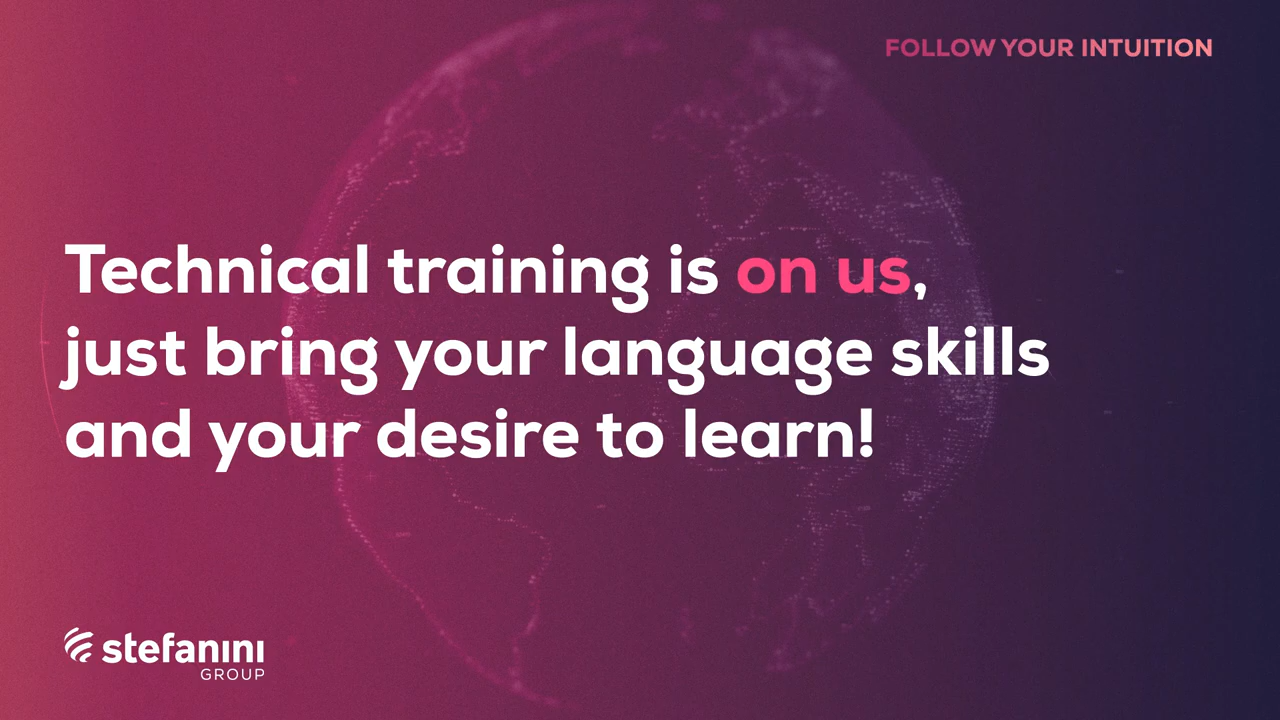 FOLLOW YOUR INTUITION
Technical training is on us,
just bring your language skills
and your desire to learn!
stefanini
GROUP